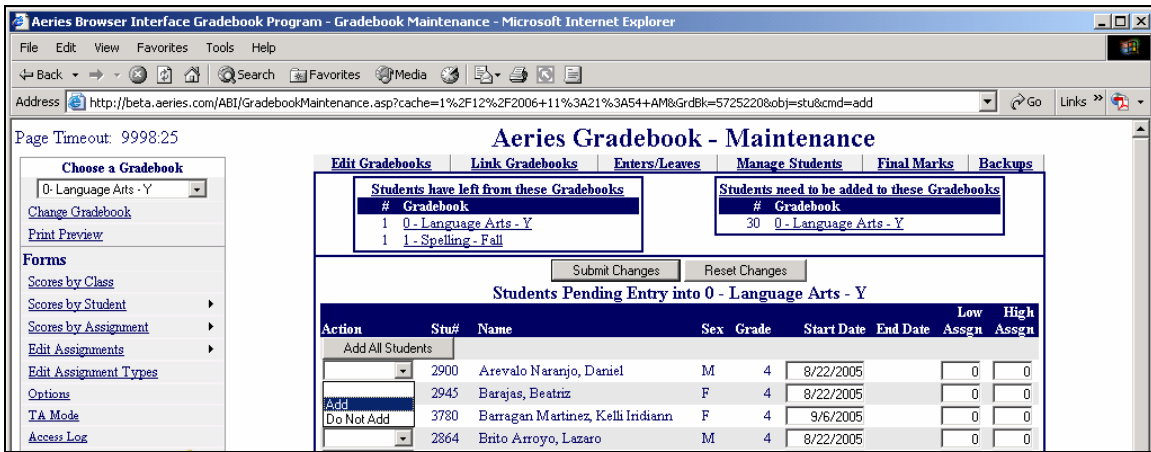 Aeries Browser Interface Gradebook Program - Gradebook Maintenance - Microsoft Internet Explorer
File Edit View Favorites Tools Help
Back Search Favorites Media
Address http://beta.aeries.com/ABI/GradebookMaintenance.asp?cache=1%2F12%2F2006+11%3A21%3A54+AM&GrdBk=5725220&obj=stu&cmd=add Go Links »
Page Timeout: 9998:25
Aeries Gradebook - Maintenance
Choose a Gradebook
0- Language Arts - Y
Change Gradebook
Print Preview
Forms
Scores by Class
Scores by Student
Scores by Assignment
Edit Assignments
Edit Assignment Types
Options
TA Mode
Access Log
Edit Gradebooks Link Gradebooks Enters/Leaves Manage Students Final Marks Backups
Students have left from these Gradebooks
# Gradebook
1 0 - Language Arts - Y
1 1 - Spelling - Fall
Students need to be added to these Gradebooks
# Gradebook
30 0 - Language Arts - Y
Submit Changes Reset Changes
Students Pending Entry into 0 - Language Arts - Y
Action Stu# Name Sex Grade Start Date End Date Low Assgn High Assgn
Add All Students
2900 Arevalo Naranjo, Daniel M 4 8/22/2005 0 0
2945 Barajas, Beatriz F 4 8/22/2005 0 0
Add
Do Not Add
3780 Barragan Martinez, Kelli Iridiann F 4 9/6/2005 0 0
2864 Brito Arroyo, Lazaro M 4 8/22/2005 0 0